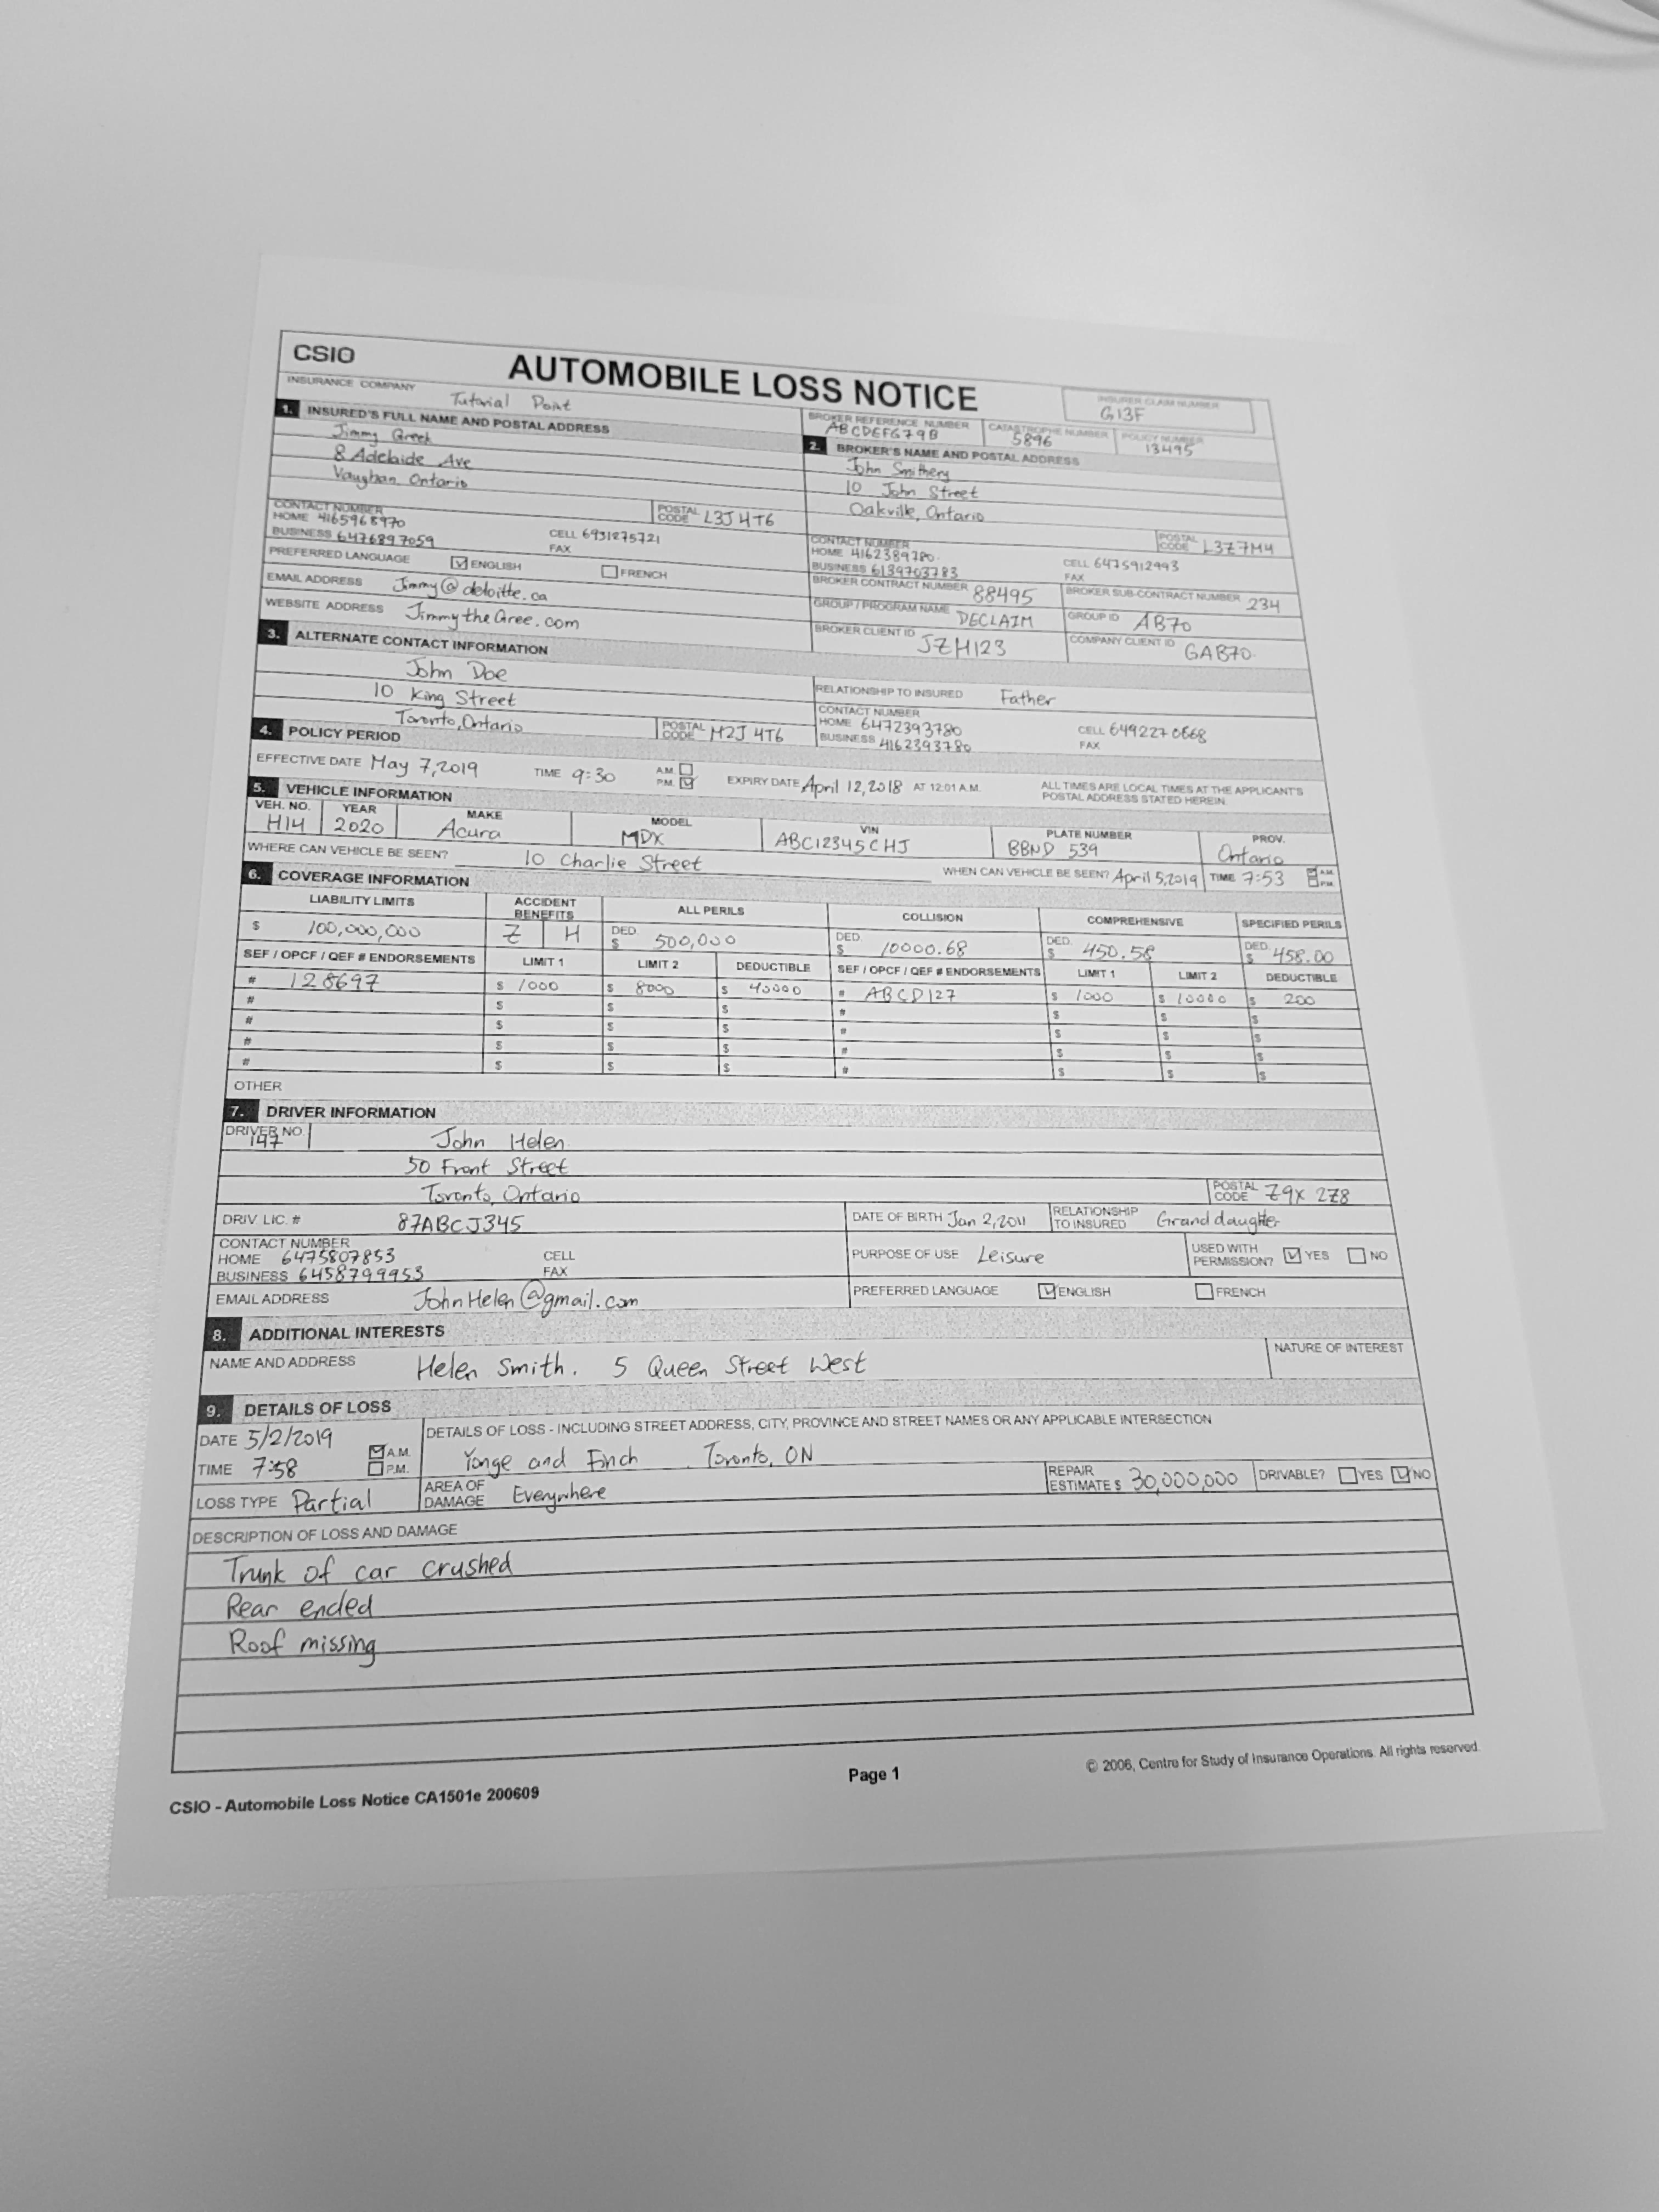 CSIO
AUTOMOBILE LOSS NOTICE
INSURANCE COMPANY Tutorial Point
INSURER CLAIM NUMBER G13F
BROKER REFERENCE NUMBER ABCDEFG79B
CATASTROPHE NUMBER 5896
POLICY NUMBER 13495
1. INSURED'S FULL NAME AND POSTAL ADDRESS
Jimmy Greek
8 Adelaide Ave
Vaughan Ontario
POSTAL CODE L3J 4T6
CONTACT NUMBER
HOME 4165968970
CELL 6951875721
BUSINESS 6476897059
FAX
PREFERRED LANGUAGE ENGLISH FRENCH
EMAIL ADDRESS Jimmy@deloitte.ca
WEBSITE ADDRESS JimmytheGree.com
2. BROKER'S NAME AND POSTAL ADDRESS
John Smithery
10 John Street
Oakville, Ontario
POSTAL CODE L3Z7M4
CONTACT NUMBER
HOME 4162389780
CELL 6475912993
BUSINESS 6139703783
FAX
BROKER CONTRACT NUMBER 88495
BROKER SUB-CONTRACT NUMBER 234
GROUP / PROGRAM NAME DECLAIM
GROUP ID AB70
BROKER CLIENT ID JZH123
COMPANY CLIENT ID GAB70
3. ALTERNATE CONTACT INFORMATION
John Doe
10 King Street
Toronto, Ontario
POSTAL CODE M2J 4T6
RELATIONSHIP TO INSURED Father
CONTACT NUMBER
HOME 6472393780
CELL 6492270668
BUSINESS 4162393780
FAX
4. POLICY PERIOD
EFFECTIVE DATE May 7, 2019 TIME 9:30 A.M. P.M. EXPIRY DATE April 12, 2018 AT 12:01 A.M.
ALL TIMES ARE LOCAL TIMES AT THE APPLICANT'S
POSTAL ADDRESS STATED HEREIN.
5. VEHICLE INFORMATION
VEH. NO. YEAR MAKE MODEL VIN PLATE NUMBER PROV.
H14 2020 Acura MDX ABC12345CHJ BBND 539 Ontario
WHERE CAN VEHICLE BE SEEN? 10 Charlie Street WHEN CAN VEHICLE BE SEEN? April 5, 2019 TIME 7:53 A.M. P.M.
6. COVERAGE INFORMATION
LIABILITY LIMITS ACCIDENT BENEFITS ALL PERILS COLLISION COMPREHENSIVE SPECIFIED PERILS
$ 100,000,000 Z H DED. $ 500,000 DED. $ 10000.68 DED. $ 450.58 DED. $ 458.00
SEF / OPCF / QEF # ENDORSEMENTS LIMIT 1 LIMIT 2 DEDUCTIBLE SEF / OPCF / QEF # ENDORSEMENTS LIMIT 1 LIMIT 2 DEDUCTIBLE
# 128697 $ 1000 $ 8000 $ 40000 # ABCD127 $ 1000 $ 10000 $ 200
# $ $ $ # $ $ $
# $ $ $ # $ $ $
# $ $ $ # $ $ $
# $ $ $ # $ $ $
OTHER
7. DRIVER INFORMATION
DRIVER NO. 147
John Helen
50 Front Street
Toronto, Ontario
POSTAL CODE Z9X 2Z8
DRIV. LIC. # 87ABCJ345
DATE OF BIRTH Jan 2, 2011
RELATIONSHIP TO INSURED Granddaughter
CONTACT NUMBER
HOME 6475807853
CELL
BUSINESS 6458799953
FAX
PURPOSE OF USE Leisure
USED WITH PERMISSION? YES NO
EMAIL ADDRESS JohnHelen@gmail.com
PREFERRED LANGUAGE ENGLISH FRENCH
8. ADDITIONAL INTERESTS
NAME AND ADDRESS Helen Smith. 5 Queen Street West
NATURE OF INTEREST
9. DETAILS OF LOSS
DATE 5/2/2019
TIME 7:58 A.M. P.M.
DETAILS OF LOSS - INCLUDING STREET ADDRESS, CITY, PROVINCE AND STREET NAMES OR ANY APPLICABLE INTERSECTION
Yonge and Finch Toronto, ON
LOSS TYPE Partial
AREA OF DAMAGE Everywhere
REPAIR ESTIMATE $ 30,000,000
DRIVABLE? YES NO
DESCRIPTION OF LOSS AND DAMAGE
Trunk of car crushed
Rear ended
Roof missing
Page 1
© 2006, Centre for Study of Insurance Operations. All rights reserved.
CSIO - Automobile Loss Notice CA1501e 200609